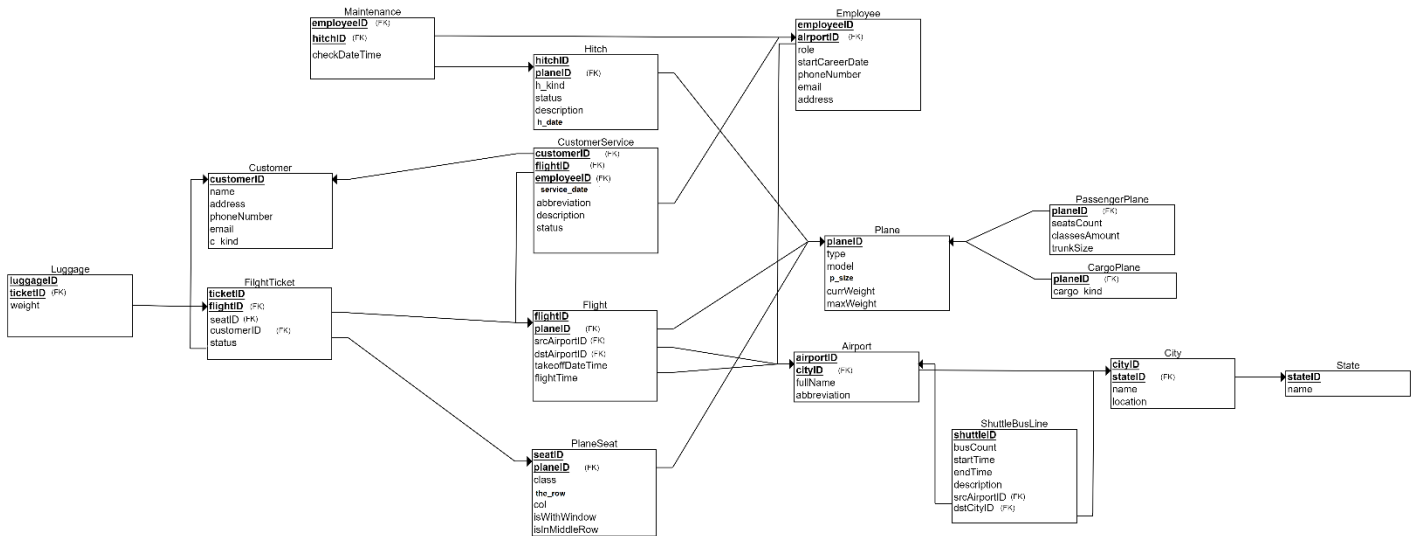 Maintenance
employeeID (FK)
hitchID (FK)
checkDateTime
Employee
employeeID
airportID (FK)
role
startCareerDate
phoneNumber
email
address
Hitch
hitchID
planeID (FK)
h_kind
status
description
h_date
CustomerService
customerID (FK)
flightID (FK)
employeeID (FK)
service_date
abbreviation
description
status
Customer
customerID
name
address
phoneNumber
email
c_kind
PassengerPlane
planeID (FK)
seatsCount
classesAmount
trunkSize
Plane
planeID
type
model
p_size
currWeight
maxWeight
CargoPlane
planeID (FK)
cargo_kind
Luggage
luggageID
ticketID (FK)
weight
FilghtTicket
ticketID
flightID (FK)
seatID (FK)
customerID (FK)
status
Flight
flightID
planeID (FK)
srcAirportID (FK)
dstAirportID (FK)
takeoffDateTime
flightTime
Airport
airportID
cityID (FK)
fullName
abbreviation
City
cityID
stateID (FK)
name
location
State
stateID
name
ShuttleBusLine
shuttleID
busCount
startTime
endTime
description
srcAirportID (FK)
dstCityID (FK)
PlaneSeat
seatID
planeID (FK)
class
the_row
col
isWithWindow
isInMiddleRow